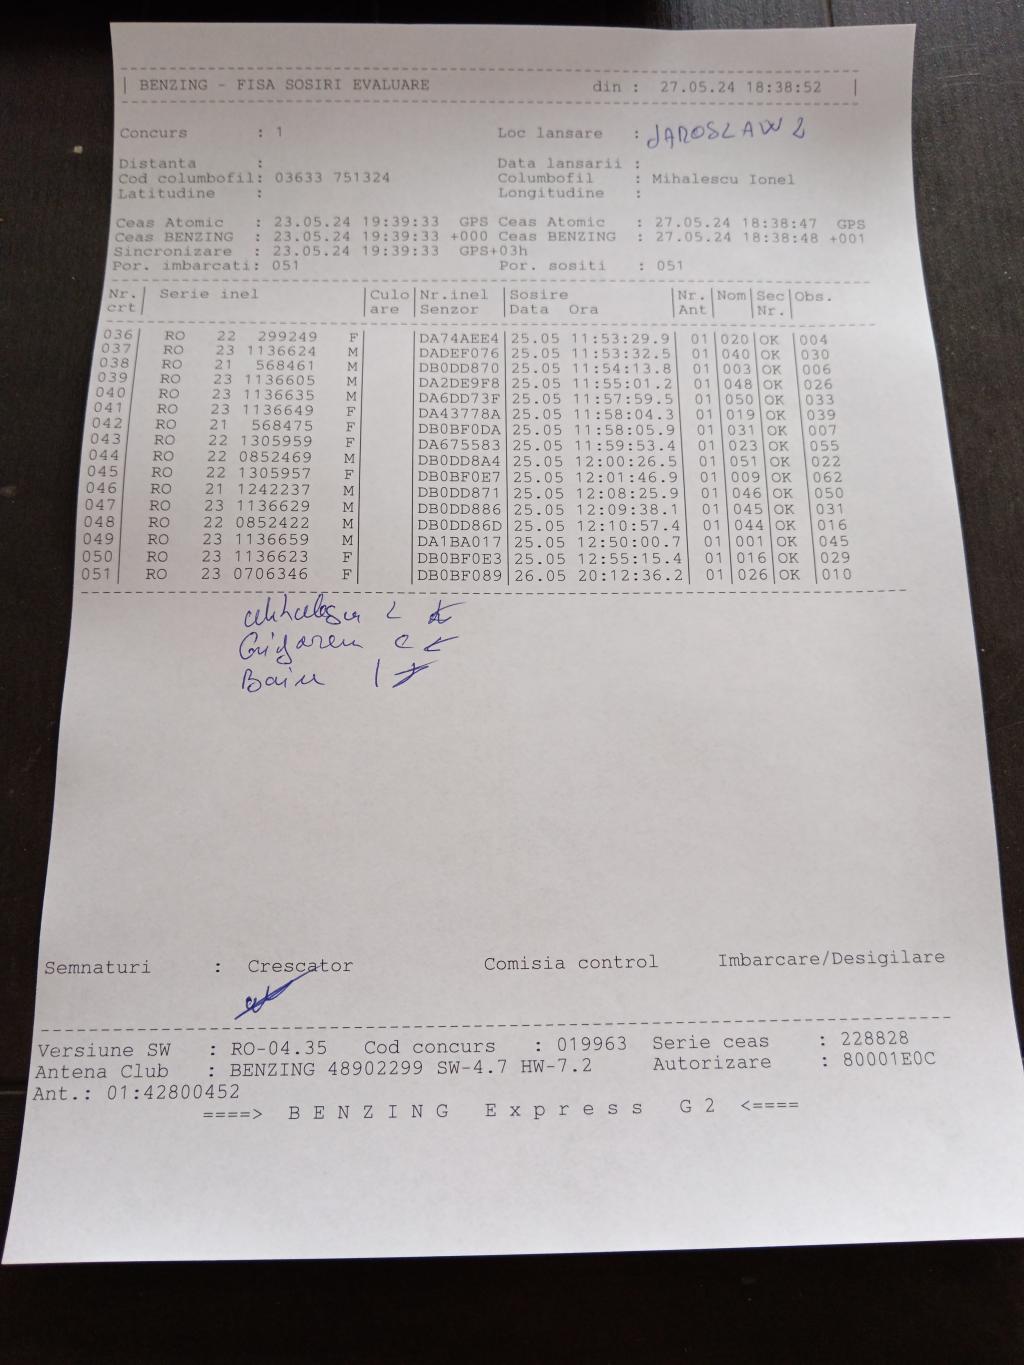 | BENZING - FISA SOSIRI EVALUARE din : 27.05.24 18:38:52 |
Concurs : 1 Loc lansare : JAROSLAW 2
Distanta : Data lansarii :
Cod columbofil: 03633 751324 Columbofil : Mihalescu Ionel
Latitudine : Longitudine :
Ceas Atomic : 23.05.24 19:39:33 GPS Ceas Atomic : 27.05.24 18:38:47 GPS
Ceas BENZING : 23.05.24 19:39:33 +000 Ceas BENZING : 27.05.24 18:38:48 +001
Sincronizare : 23.05.24 19:39:33 GPS+03h
Por. imbarcati: 051 Por. sositi : 051
Nr.| Serie inel |Culo|Nr.inel |Sosire |Nr.|Nom|Sec|Obs.
crt| |are |Senzor |Data Ora |Ant| |Nr.|
036 RO 22 299249 F |DA74AEE4|25.05 11:53:29.9| 01|020|OK |004
037 RO 23 1136624 M |DADEF076|25.05 11:53:32.5| 01|040|OK |030
038 RO 21 568461 M |DB0DD870|25.05 11:54:13.8| 01|003|OK |006
039 RO 23 1136605 M |DA2DE9F8|25.05 11:55:01.2| 01|048|OK |026
040 RO 23 1136635 M |DA6DD73F|25.05 11:57:59.5| 01|050|OK |033
041 RO 23 1136649 F |DA43778A|25.05 11:58:04.3| 01|019|OK |039
042 RO 21 568475 F |DB0BF0DA|25.05 11:58:05.9| 01|031|OK |007
043 RO 22 1305959 F |DA675583|25.05 11:59:53.4| 01|023|OK |055
044 RO 22 0852469 M |DB0DD8A4|25.05 12:00:26.5| 01|051|OK |022
045 RO 22 1305957 F |DB0BF0E7|25.05 12:01:46.9| 01|009|OK |062
046 RO 21 1242237 M |DB0DD871|25.05 12:08:25.9| 01|046|OK |050
047 RO 23 1136629 M |DB0DD886|25.05 12:09:38.1| 01|045|OK |031
048 RO 22 0852422 M |DB0DD86D|25.05 12:10:57.4| 01|044|OK |016
049 RO 23 1136659 M |DA1BA017|25.05 12:50:00.7| 01|001|OK |045
050 RO 23 1136623 F |DB0BF0E3|25.05 12:55:15.4| 01|016|OK |029
051 RO 23 0706346 F |DB0BF089|26.05 20:12:36.2| 01|026|OK |010
Semnaturi : Crescator Comisia control Imbarcare/Desigilare
Versiune SW : RO-04.35 Cod concurs : 019963 Serie ceas : 228828
Antena Club : BENZING 48902299 SW-4.7 HW-7.2 Autorizare : 80001E0C
Ant.: 01:42800452
====> B E N Z I N G E x p r e s s G 2 <====